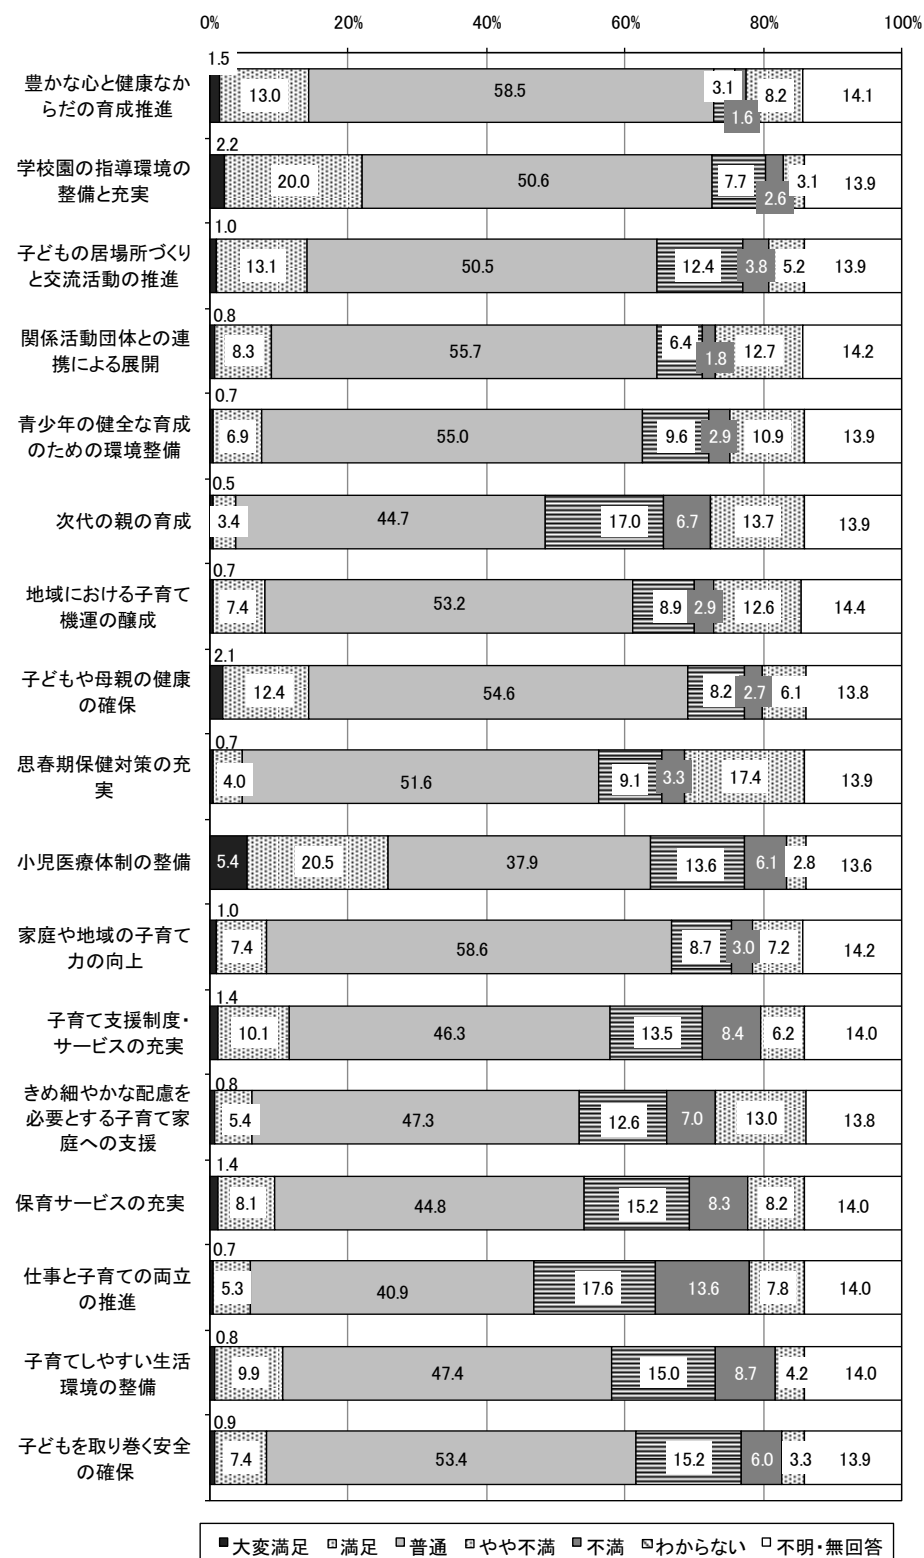 0% 20% 40% 60% 80% 100%
1.5
豊かな心と健康なか
らだの育成推進
13.0 58.5 3.1 1.6 8.2 14.1
2.2
学校園の指導環境の
整備と充実
20.0 50.6 7.7 2.6 3.1 13.9
1.0
子どもの居場所づくり
と交流活動の推進
13.1 50.5 12.4 3.8 5.2 13.9
0.8
関係活動団体との連
携による展開
8.3 55.7 6.4 1.8 12.7 14.2
0.7
青少年の健全な育成
のための環境整備
6.9 55.0 9.6 2.9 10.9 13.9
0.5
次代の親の育成
3.4 44.7 17.0 6.7 13.7 13.9
0.7
地域における子育て
機運の醸成
7.4 53.2 8.9 2.9 12.6 14.4
2.1
子どもや母親の健康
の確保
12.4 54.6 8.2 2.7 6.1 13.8
0.7
思春期保健対策の充
実
4.0 51.6 9.1 3.3 17.4 13.9
小児医療体制の整備
5.4 20.5 37.9 13.6 6.1 2.8 13.6
1.0
家庭や地域の子育て
力の向上
7.4 58.6 8.7 3.0 7.2 14.2
1.4
子育て支援制度・
サービスの充実
10.1 46.3 13.5 8.4 6.2 14.0
0.8
きめ細やかな配慮を
必要とする子育て家
庭への支援
5.4 47.3 12.6 7.0 13.0 13.8
1.4
保育サービスの充実
8.1 44.8 15.2 8.3 8.2 14.0
0.7
仕事と子育ての両立
の推進
5.3 40.9 17.6 13.6 7.8 14.0
0.8
子育てしやすい生活
環境の整備
9.9 47.4 15.0 8.7 4.2 14.0
0.9
子どもを取り巻く安全
の確保
7.4 53.4 15.2 6.0 3.3 13.9
大変満足 満足 普通 やや不満 不満 わからない 不明・無回答